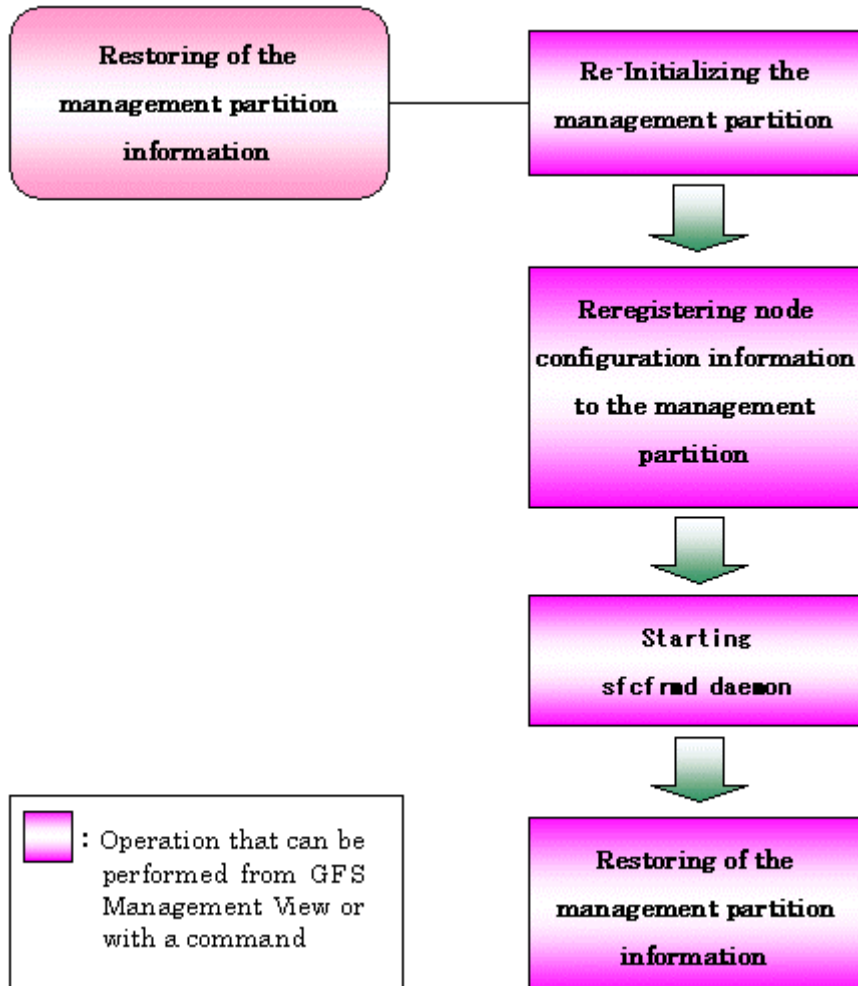 Restoring of the
management partition
information
Re-Initializing the
management partition
Reregistering node
configuration information
to the management
partition
Starting
sfcfrmd daemon
Restoring of the
management partition
information
: Operation that can be
performed from GFS
Management View or
with a command